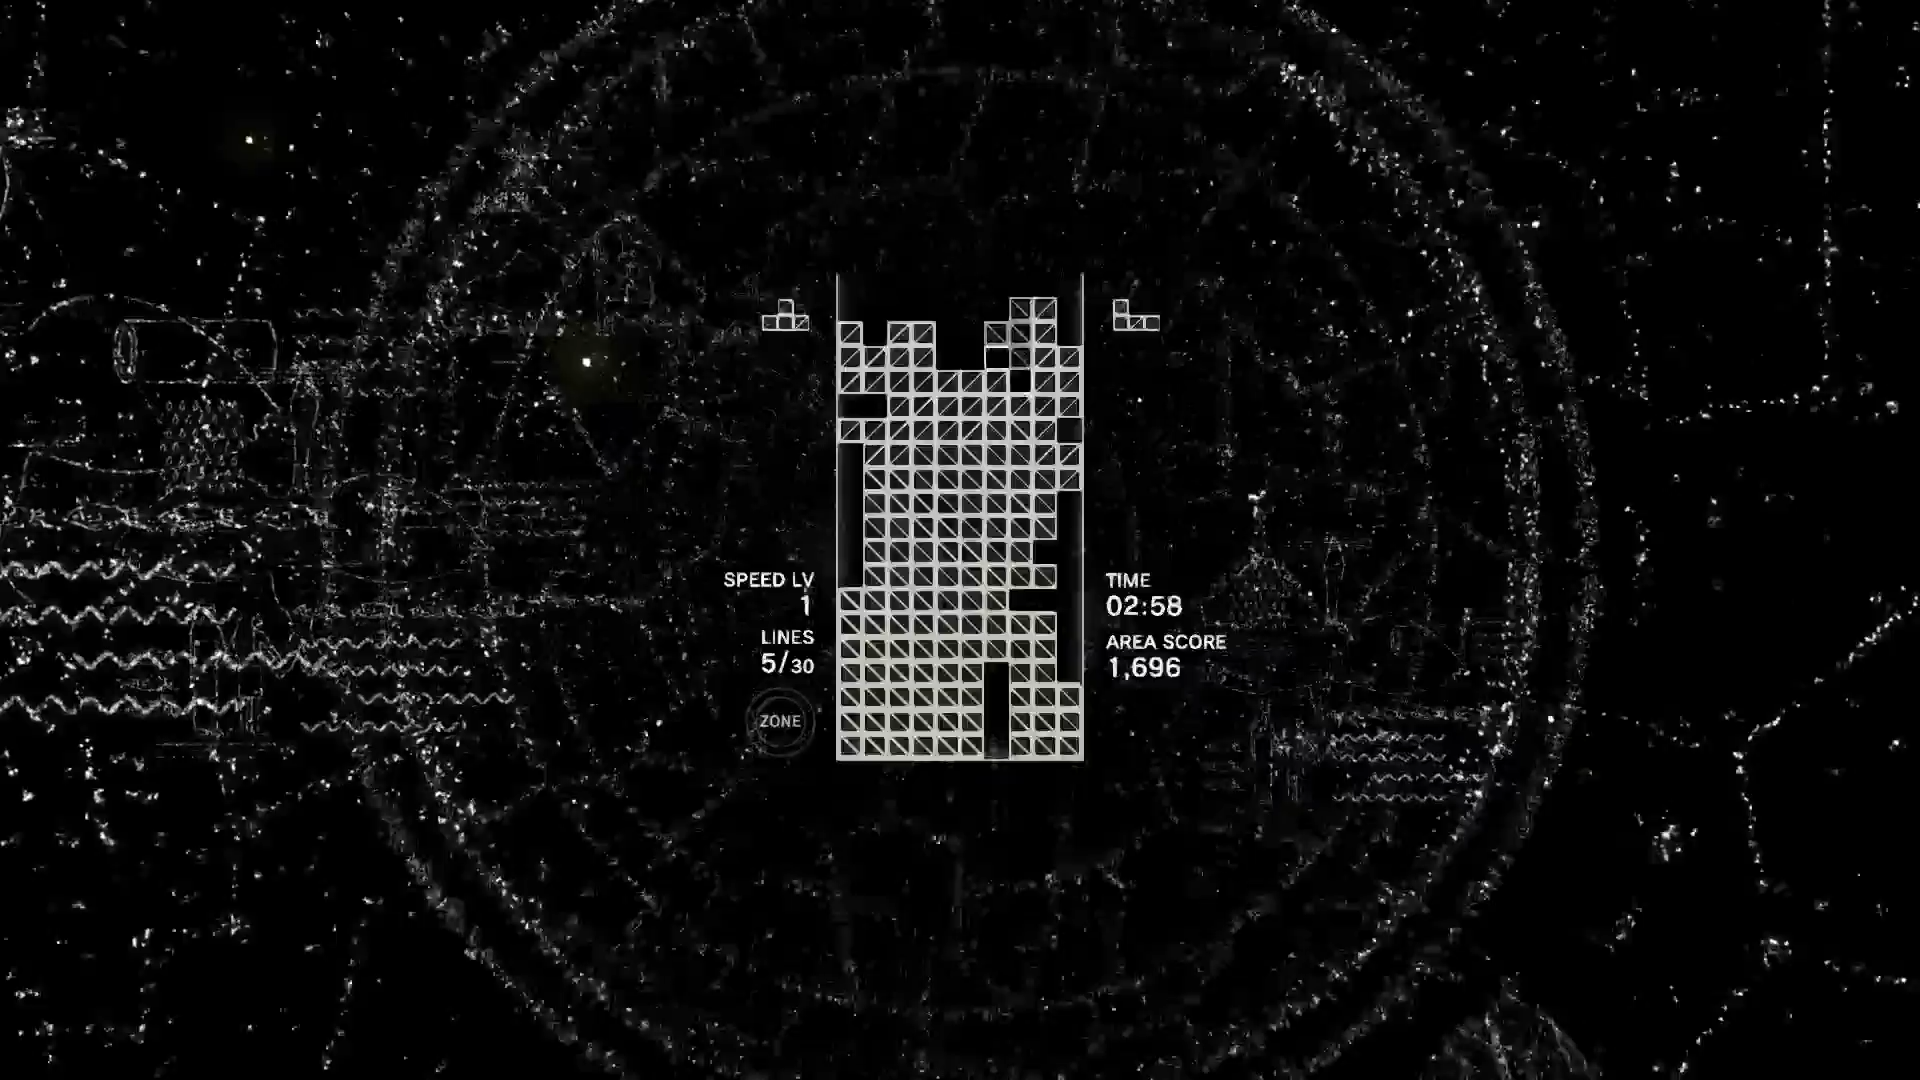 SPEED LV
1
LINES
5/30
ZONE
TIME
02:58
AREA SCORE
1,696